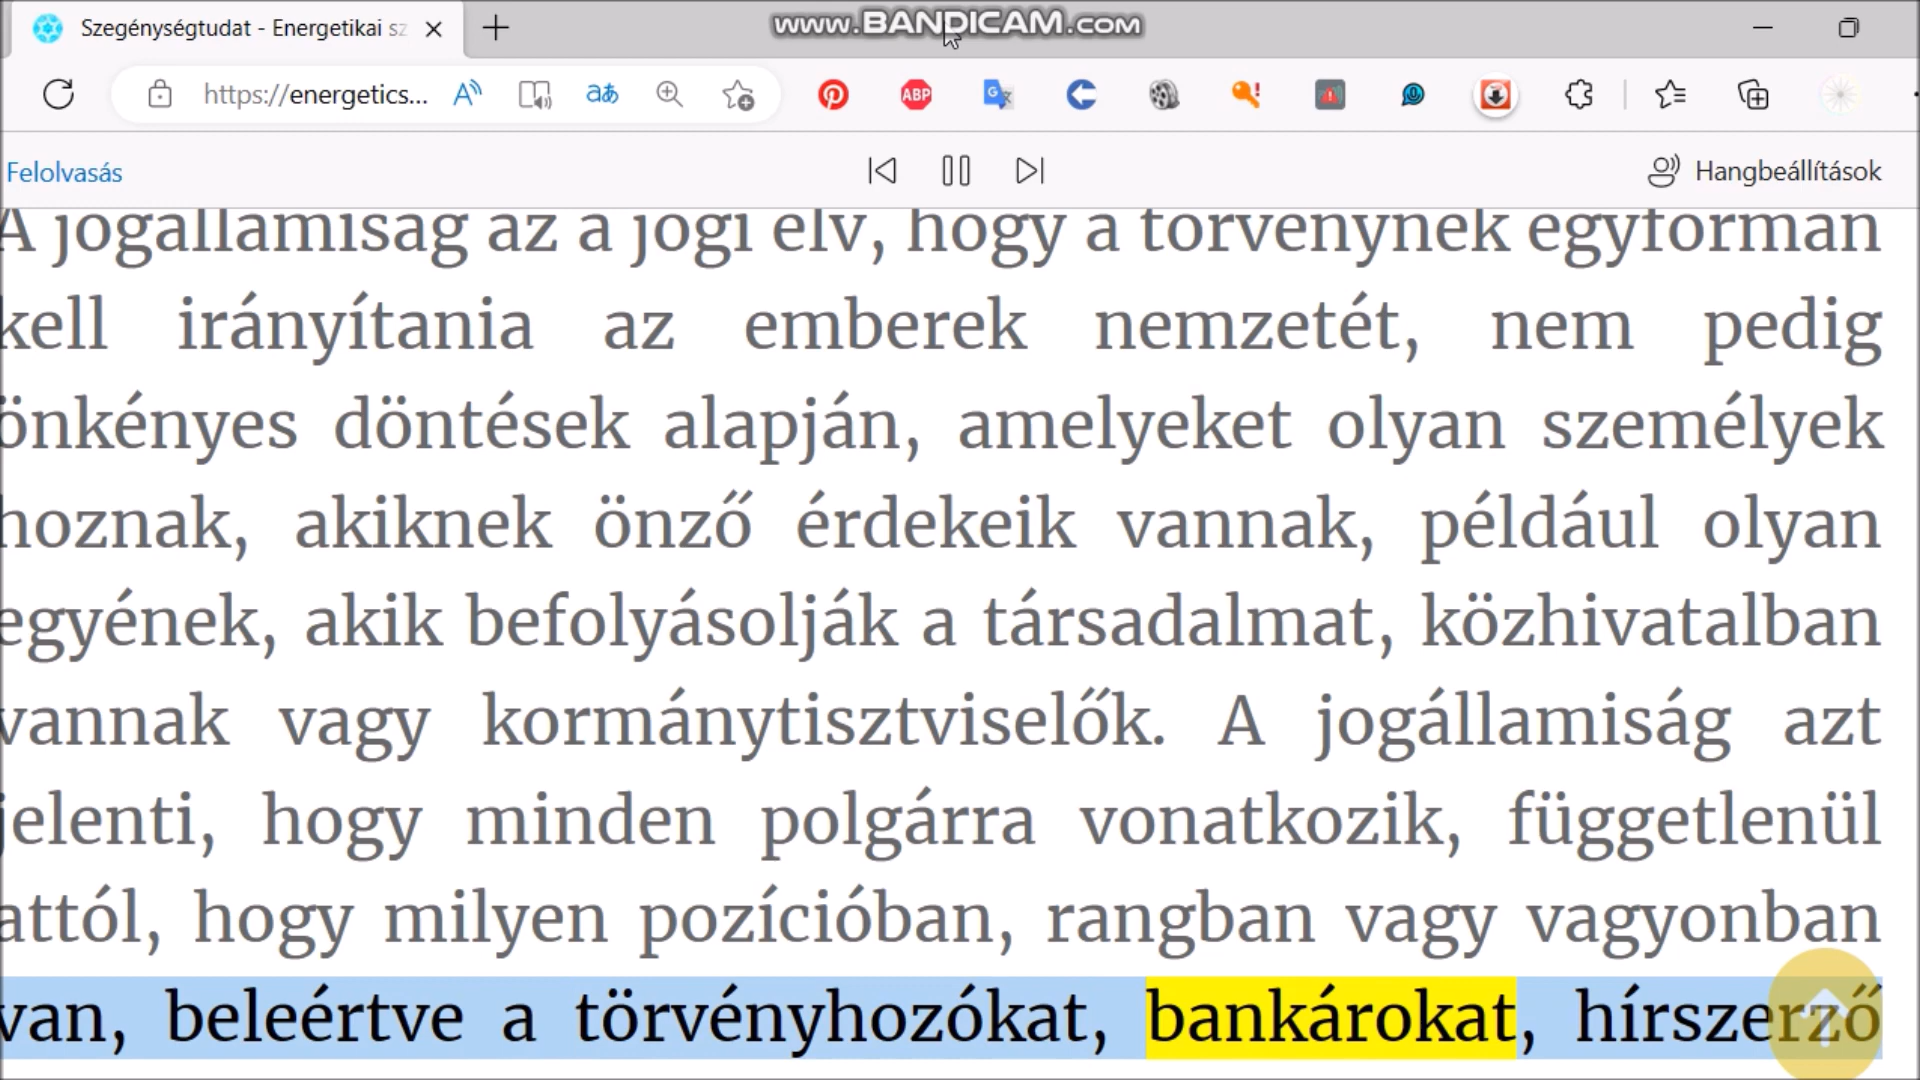 Szegénységtudat - Energetikai sz
www.BANDICAM.com
https://energetics...
aあ
ABP
Felolvasás
Hangbeállítások
A jogállamiság az a jogi elv, hogy a törvénynek egyformán
kell irányítania az emberek nemzetét, nem pedig
önkényes döntések alapján, amelyeket olyan személyek
hoznak, akiknek önző érdekeik vannak, például olyan
egyének, akik befolyásolják a társadalmat, közhivatalban
vannak vagy kormánytisztviselők. A jogállamiság azt
jelenti, hogy minden polgárra vonatkozik, függetlenül
attól, hogy milyen pozícióban, rangban vagy vagyonban
van, beleértve a törvényhozókat, bankárokat, hírszerző